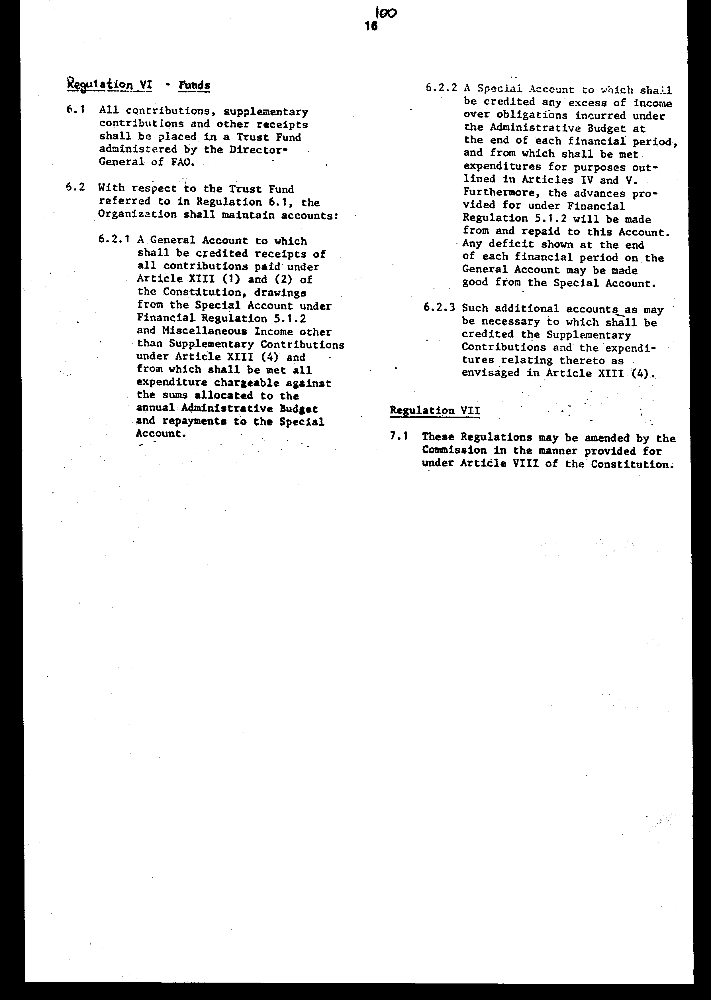 100
16
Regulation VI - Funds
6.1 All contributions, supplementary
contributions and other receipts
shall be placed in a Trust Fund
administered by the Director-
General of FAO.
6.2 With respect to the Trust Fund
referred to in Regulation 6.1, the
Organization shall maintain accounts:
6.2.1 A General Account to which
shall be credited receipts of
all contributions paid under
Article XIII (1) and (2) of
the Constitution, drawings
from the Special Account under
Financial Regulation 5.1.2
and Miscellaneous Income other
than Supplementary Contributions
under Article XIII (4) and
from which shall be met all
expenditure chargeable against
the sums allocated to the
annual Administrative Budget
and repayments to the Special
Account.
6.2.2 A Special Account to which shall
be credited any excess of income
over obligations incurred under
the Administrative Budget at
the end of each financial period,
and from which shall be met
expenditures for purposes out-
lined in Articles IV and V.
Furthermore, the advances pro-
vided for under Financial
Regulation 5.1.2 will be made
from and repaid to this Account.
Any deficit shown at the end
of each financial period on the
General Account may be made
good from the Special Account.
6.2.3 Such additional accounts as may
be necessary to which shall be
credited the Supplementary
Contributions and the expendi-
tures relating thereto as
envisaged in Article XIII (4).
Regulation VII
7.1 These Regulations may be amended by the
Commission in the manner provided for
under Article VIII of the Constitution.